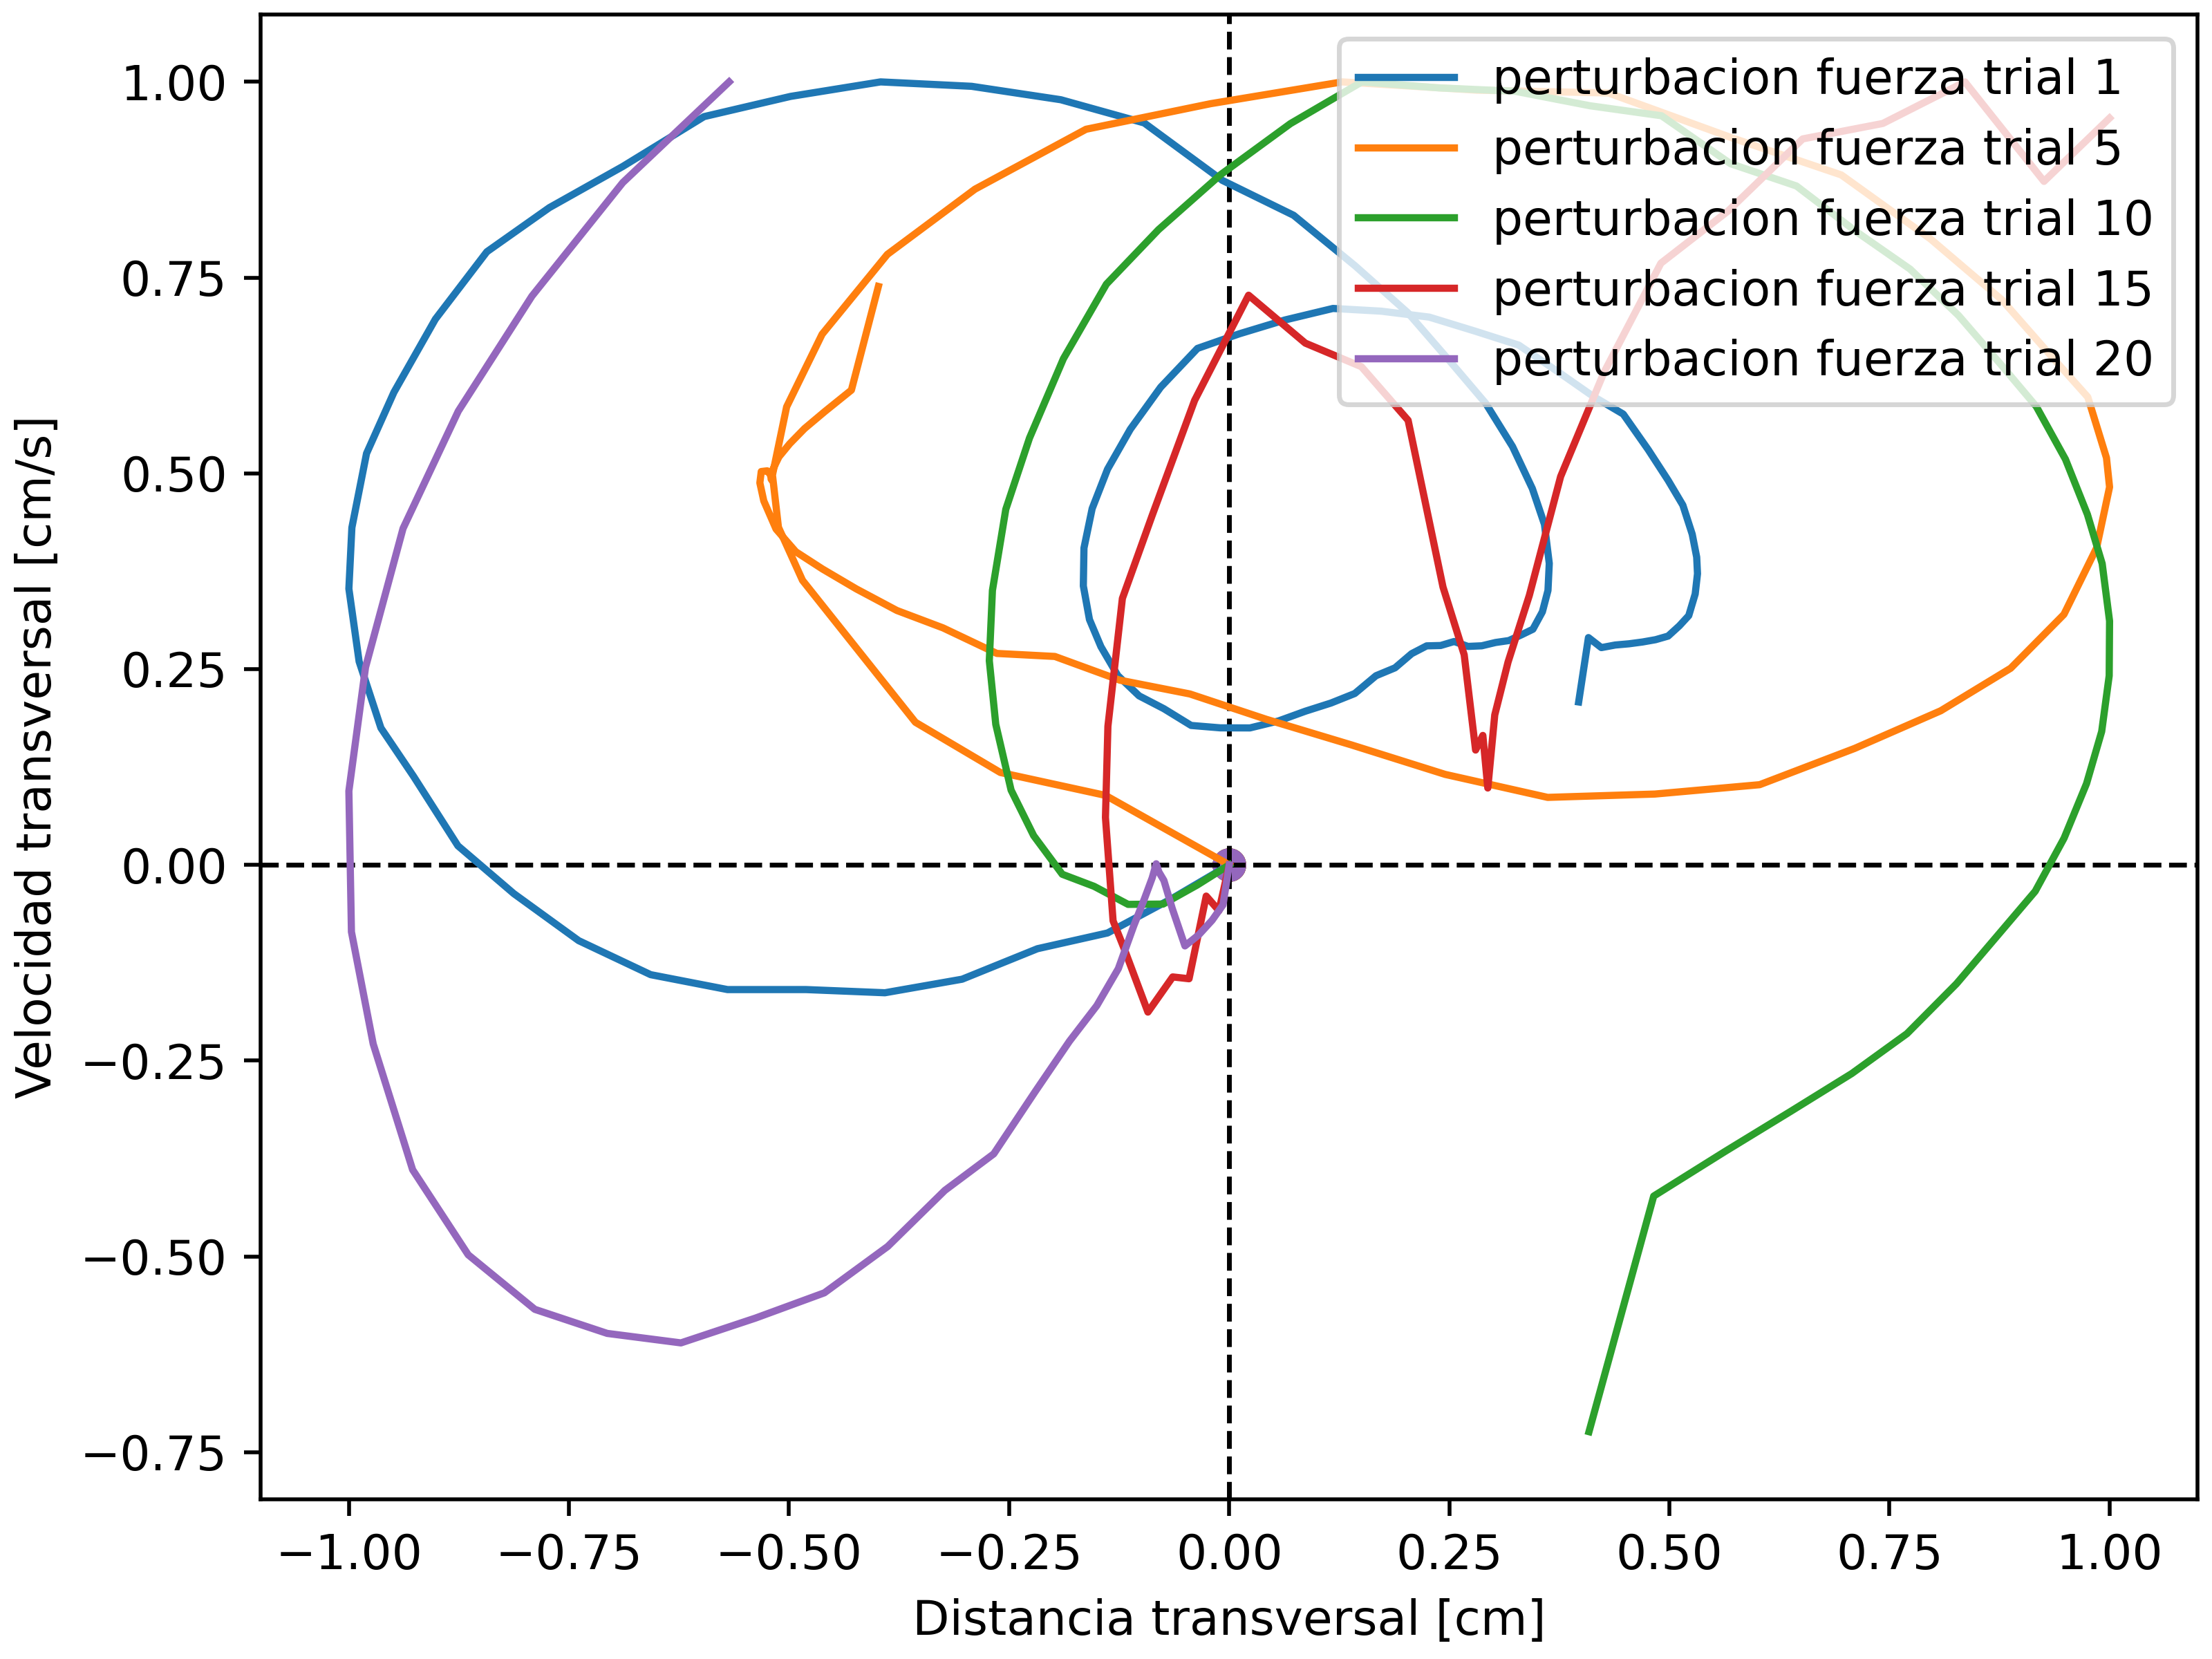 perturbacion fuerza trial 1
perturbacion fuerza trial 5
perturbacion fuerza trial 10
perturbacion fuerza trial 15
perturbacion fuerza trial 20
Velocidad transversal [cm/s]
1.00
0.75
0.50
0.25
0.00
−0.25
−0.50
−0.75
−1.00 −0.75 −0.50 −0.25 0.00 0.25 0.50 0.75 1.00
Distancia transversal [cm]